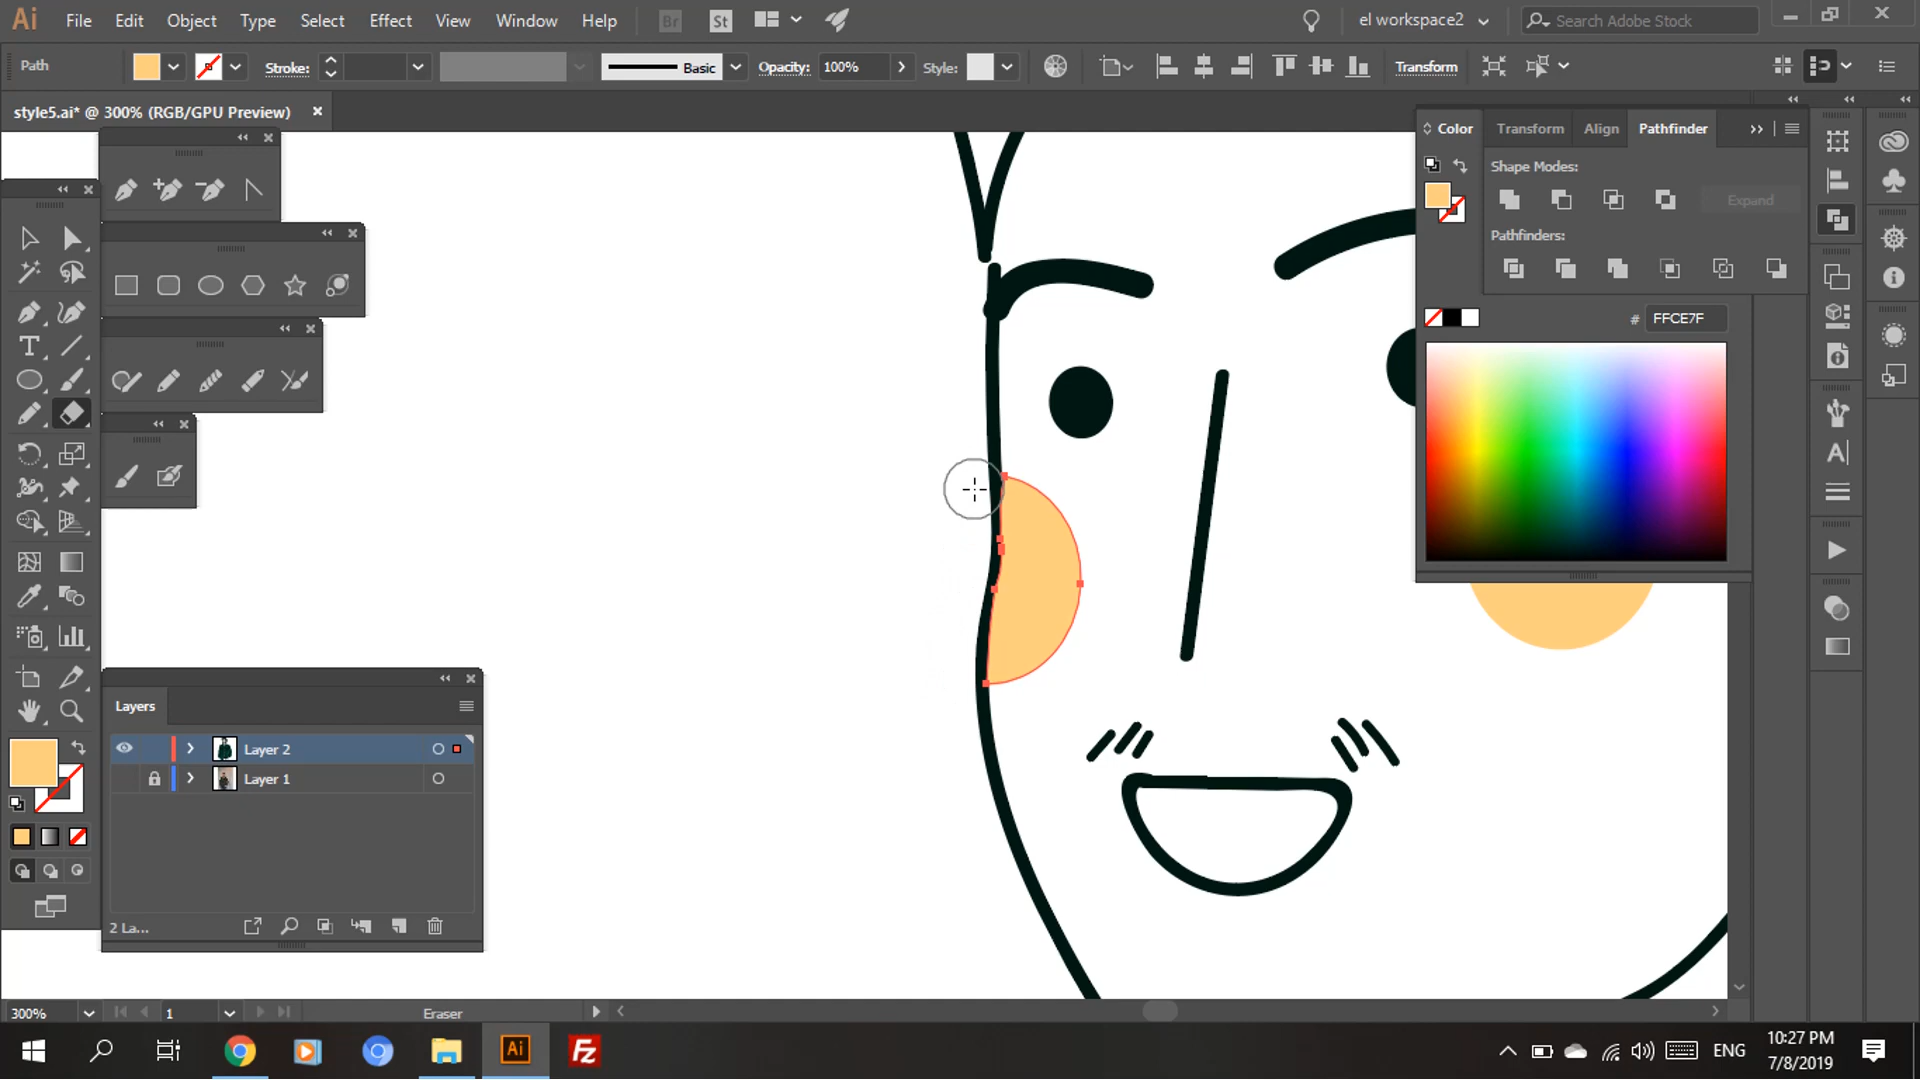 Ai File Edit Object Type Select Effect View Window Help Br St el workspace2 Search Adobe Stock
Path Stroke: Basic Opacity: 100% Style: Transform
style5.ai* @ 300% (RGB/GPU Preview)
Color Transform Align Pathfinder
Shape Modes:
Expand
Pathfinders:
# FFCE7F
Layers
Layer 2
Layer 1
2 La...
300% 1 Eraser
Ai Fz ENG 10:27 PM
7/8/2019